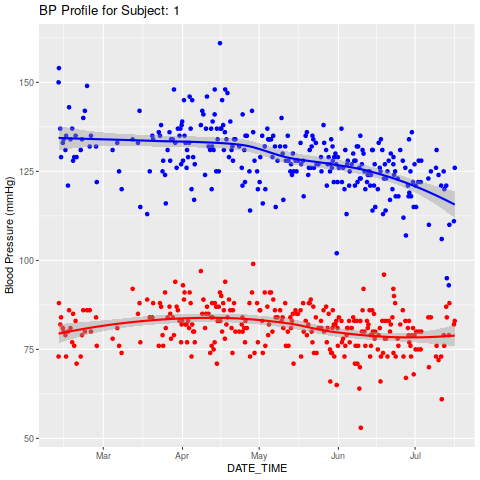 BP Profile for Subject: 1
Blood Pressure (mmHg)
150
125
100
75
50
Mar Apr May Jun Jul
DATE_TIME